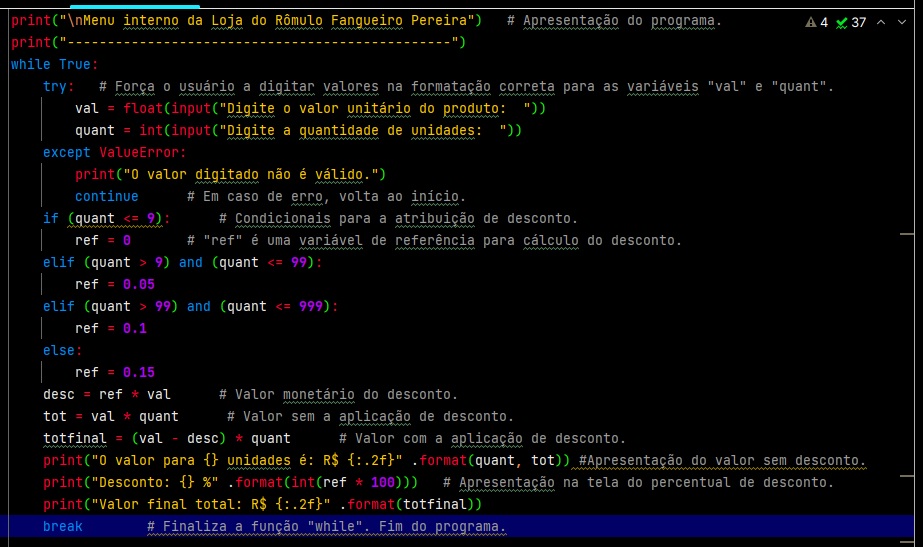 print("\nMenu interno da Loja do Rômulo Fangueiro Pereira")   # Apresentação do programa.
4 37
print("------------------------------------------------")
while True:
    try:   # Força o usuário a digitar valores na formatação correta para as variáveis "val" e "quant".
        val = float(input("Digite o valor unitário do produto:  "))
        quant = int(input("Digite a quantidade de unidades:  "))
    except ValueError:
        print("O valor digitado não é válido.")
        continue      # Em caso de erro, volta ao início.
    if (quant <= 9):      # Condicionais para a atribuição de desconto.
        ref = 0       # "ref" é uma variável de referência para cálculo do desconto.
    elif (quant > 9) and (quant <= 99):
        ref = 0.05
    elif (quant > 99) and (quant <= 999):
        ref = 0.1
    else:
        ref = 0.15
    desc = ref * val      # Valor monetário do desconto.
    tot = val * quant      # Valor sem a aplicação de desconto.
    totfinal = (val - desc) * quant      # Valor com a aplicação de desconto.
    print("O valor para {} unidades é: R$ {:.2f}" .format(quant, tot)) #Apresentação do valor sem desconto.
    print("Desconto: {} %" .format(int(ref * 100)))   # Apresentação na tela do percentual de desconto.
    print("Valor final total: R$ {:.2f}" .format(totfinal))
    break        # Finaliza a função "while". Fim do programa.